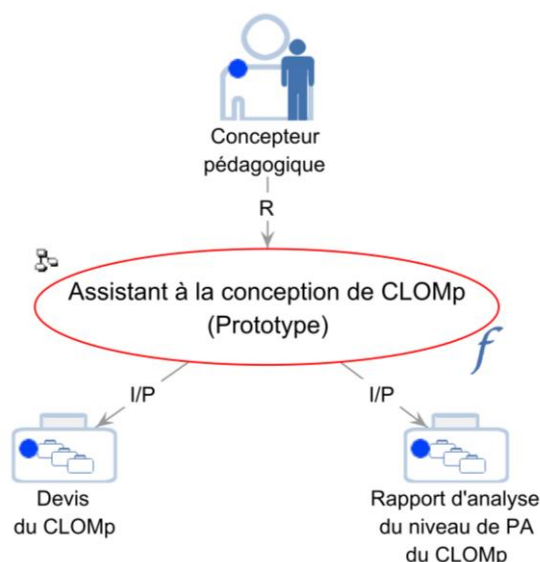 Concepteur
pédagogique
R
Assistant à la conception de CLOMp
(Prototype)
f
I/P
I/P
Devis
du CLOMp
Rapport d'analyse
du niveau de PA
du CLOMp